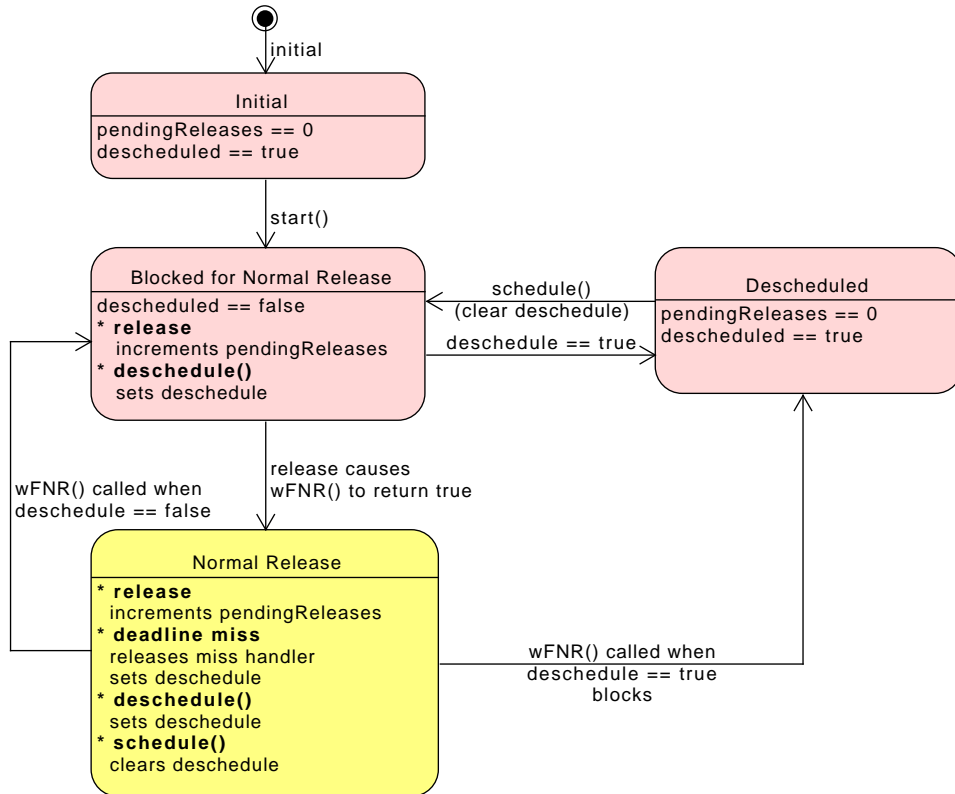 initial
Initial
pendingReleases == 0
descheduled == true
start()
Blocked for Normal Release
descheduled == false
* release
increments pendingReleases
* deschedule()
sets deschedule
schedule()
(clear deschedule)
deschedule == true
Descheduled
pendingReleases == 0
descheduled == true
wFNR() called when
deschedule == false
release causes
wFNR() to return true
Normal Release
* release
increments pendingReleases
* deadline miss
releases miss handler
sets deschedule
* deschedule()
sets deschedule
* schedule()
clears deschedule
wFNR() called when
deschedule == true
blocks